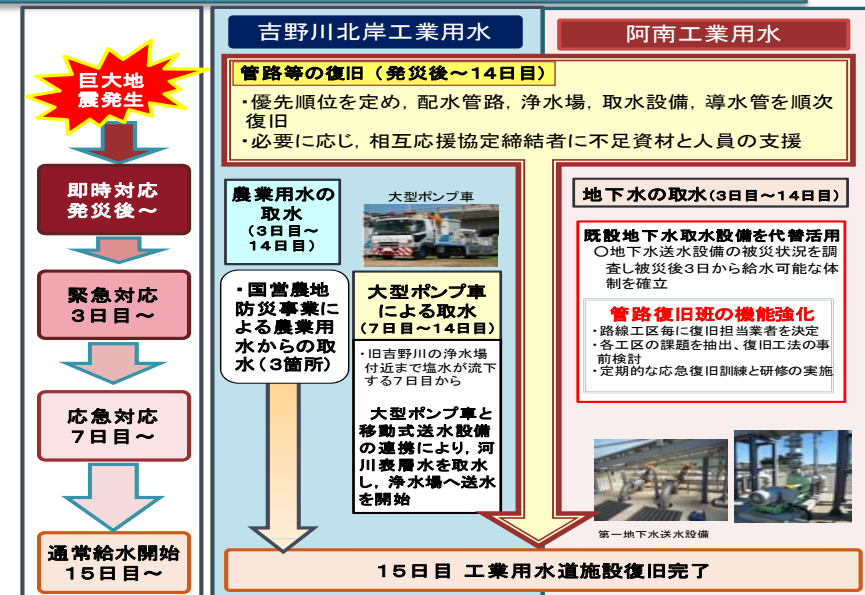 巨大地
震発生
即時対応
発災後～
緊急対応
3日目～
応急対応
7日目～
通常給水開始
15日目～
吉野川北岸工業用水
阿南工業用水
管路等の復旧（発災後～14日目）
・優先順位を定め，配水管路，浄水場，取水設備，導水管を順次
復旧
・必要に応じ，相互応援協定締結者に不足資材と人員の支援
農業用水の
取水
（3日目～
14日目）
・国営農地
防災事業に
よる農業用
水からの取
水（3箇所）
大型ポンプ車
大型ポンプ車
による取水
（7日目～14日目）
・旧吉野川の浄水場
付近まで塩水が流下
する7日目から
大型ポンプ車と
移動式送水設備
の連携により，河
川表層水を取水
し，浄水場へ送水
を開始
地下水の取水（3日目～14日目）
既設地下水取水設備を代替活用
○地下水送水設備の被災状況を調
査し被災後3日から給水可能な体
制を確立
管路復旧班の機能強化
・路線工区毎に復旧担当業者を決定
・各工区の課題を抽出、復旧工法の事
前検討
・定期的な応急復旧訓練と研修の実施
第一地下水送水設備
15日目 工業用水道施設復旧完了